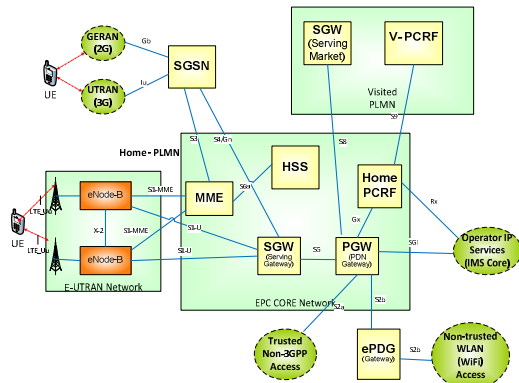 GERAN
(2G)
Gb
UE
UTRAN
(3G)
Iu
SGSN
SGW
(Serving
Market)
V-PCRF
Visited
PLMN
S3
S4/Gn
S8
S9
Home-PLMN
HSS
S6a
MME
Home
PCRF
Gx
Rx
eNode-B
S1-MME
LTE_Uu
X-2
S1-MME
S1-U
S1-U
UE
LTE_Uu
eNode-B
E-UTRAN Network
SGW
(Serving
Gateway)
S5
PGW
(PDN
Gateway)
SGi
Operator IP
Services
(IMS Core)
EPC CORE Network
S2a
S2b
Trusted
Non-3GPP
Access
ePDG
(Gateway)
S2b
Non-trusted
WLAN
(WiFi)
Access